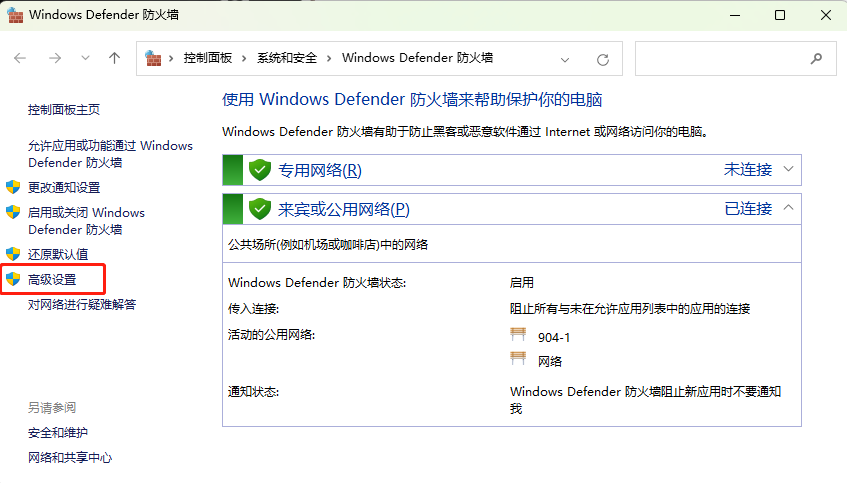 Windows Defender 防火墙
控制面板 › 系统和安全 › Windows Defender 防火墙
控制面板主页
允许应用或功能通过 Windows
Defender 防火墙
更改通知设置
启用或关闭 Windows
Defender 防火墙
还原默认值
高级设置
对网络进行疑难解答
使用 Windows Defender 防火墙来帮助保护你的电脑
Windows Defender 防火墙有助于防止黑客或恶意软件通过 Internet 或网络访问你的电脑。
专用网络(R) 未连接
来宾或公用网络(P) 已连接
公共场所(例如机场或咖啡店)中的网络
Windows Defender 防火墙状态: 启用
传入连接: 阻止所有与未在允许应用列表中的应用的连接
活动的公用网络: 904-1
网络
通知状态: Windows Defender 防火墙阻止新应用时不要通知
我
另请参阅
安全和维护
网络和共享中心